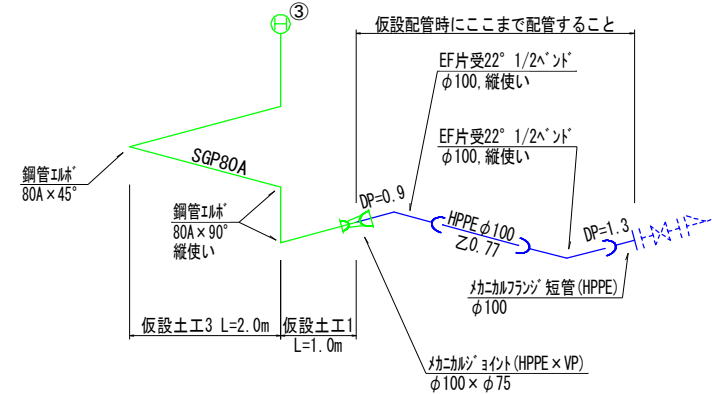 ③
H
仮設配管時にここまで配管すること
EF片受22° 1/2ﾍﾞﾝﾄﾞ
φ100,縦使い
EF片受22° 1/2ﾍﾞﾝﾄﾞ
φ100,縦使い
SGP80A
鋼管ｴﾙﾎﾞ
80A×45°
鋼管ｴﾙﾎﾞ
80A×90°
縦使い
DP=0.9
HPPEφ100
乙0.77
DP=1.3
ﾒｶﾆｶﾙﾌﾗﾝｼﾞ短管(HPPE)
φ100
仮設土工3 L=2.0m
仮設土工1
L=1.0m
ﾒｶﾆｶﾙｼﾞｮｲﾝﾄ(HPPE×VP)
φ100×φ75